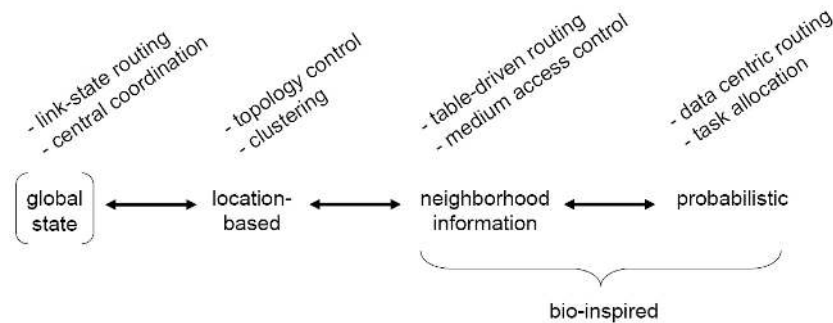 - link-state routing
- central coordination
- topology control
- clustering
- table-driven routing
- medium access control
- data centric routing
- task allocation
global
state
location-
based
neighborhood
information
probabilistic
bio-inspired